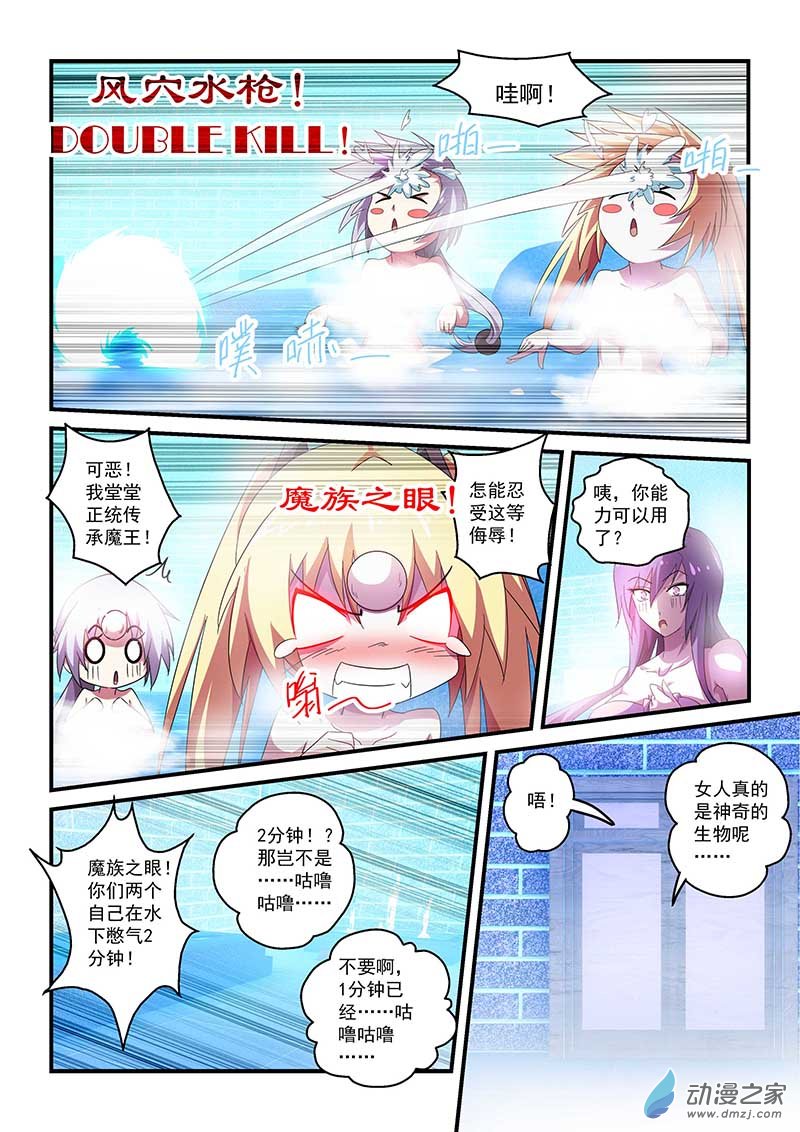 风穴水枪！
DOUBLE KILL!
哇啊！
啪—
啪—
噗
哧
可恶！
我堂堂
正统传
承魔王！
魔族之眼！
怎能忍
受这等
侮辱！
嗡
咦，你能
力可以用
了？
魔族之眼！
你们两个
自己在水
下憋气2
分钟！
2分钟！？
那岂不是
……咕噜
咕噜……
不要啊，
1分钟已
经……咕
噜咕噜
……
唔！
女人真的
是神奇的
生物呢
……
动漫之家
www.dmzj.com